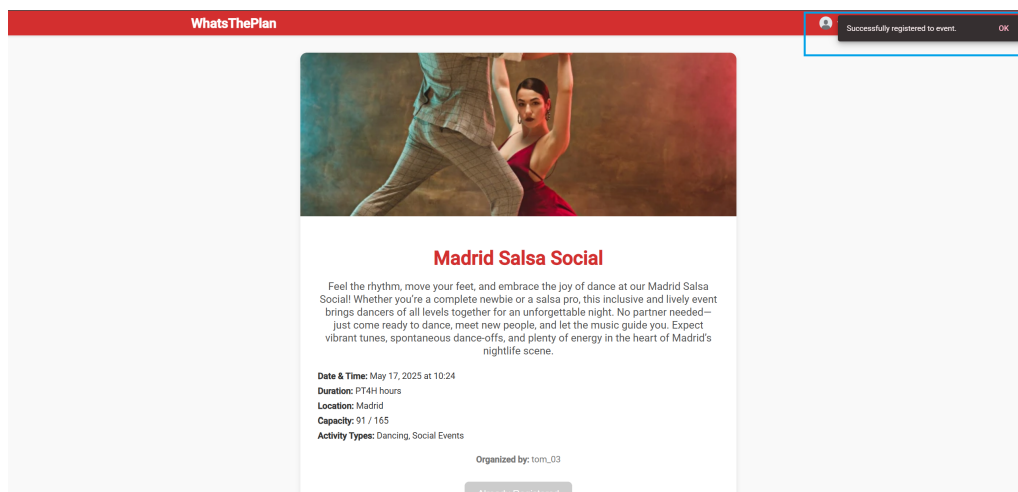 WhatsThePlan
Successfully registered to event. OK
Madrid Salsa Social
Feel the rhythm, move your feet, and embrace the joy of dance at our Madrid Salsa
Social! Whether you're a complete newbie or a salsa pro, this inclusive and lively event
brings dancers of all levels together for an unforgettable night. No partner needed—
just come ready to dance, meet new people, and let the music guide you. Expect
vibrant tunes, spontaneous dance-offs, and plenty of energy in the heart of Madrid's
nightlife scene.
Date & Time: May 17, 2025 at 10:24
Duration: PT4H hours
Location: Madrid
Capacity: 91 / 165
Activity Types: Dancing, Social Events
Organized by: tom_03